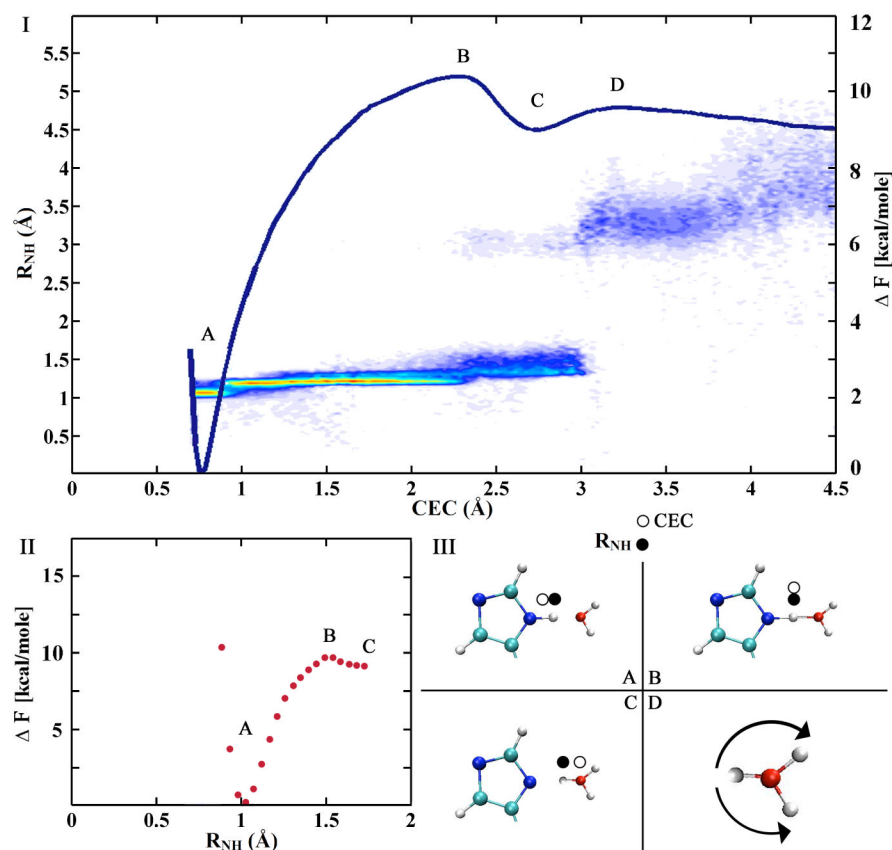 I
5.5
5
4.5
4
3.5
3
2.5
2
1.5
1
0.5
R_NH (Å)
12
10
8
6
4
2
0
Δ F [kcal/mole]
A
B
C
D
0 0.5 1 1.5 2 2.5 3 3.5 4 4.5
CEC (Å)
II
15
10
5
Δ F [kcal/mole]
A
B
C
0 0.5 1 1.5 2
R_NH (Å)
III
CEC
R_NH
A B
C D